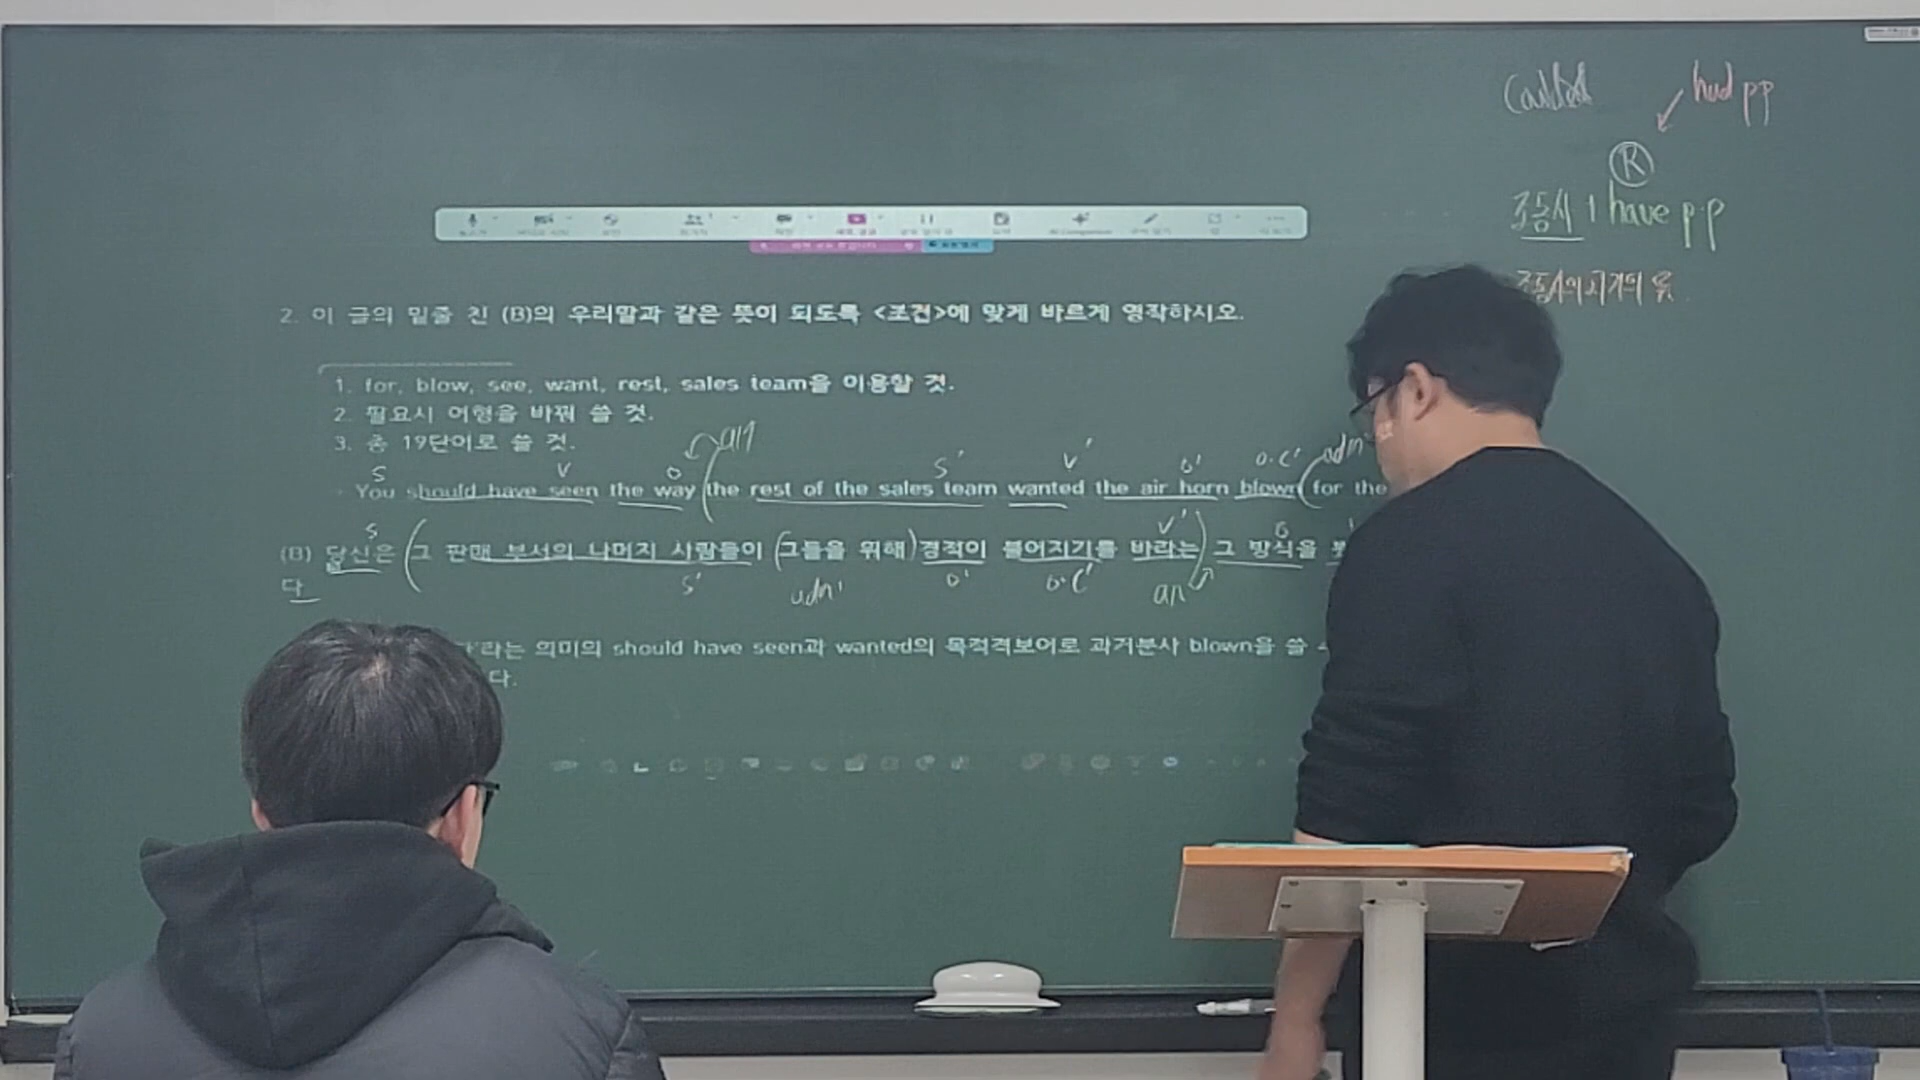 had pp
R
조동사 + have p.p
2. 이 글의 밑줄 친 (B)의 우리말과 같은 뜻이 되도록 <조건>에 맞게 바르게 영작하시오.
1. for, blow, see, want, rest, sales team을 이용할 것.
2. 필요시 어형을 바꿔 쓸 것.
3. 총 19단어로 쓸 것.
S V O S' V' O' O·C' adm'
You should have seen the way the rest of the sales team wanted the air horn blown for the
S V' O
(B) 당신은 그 판매 부서의 나머지 사람들이 그들을 위해 경적이 불어지기를 바라는 그 방식을
S' adm' O' O·C'
다
라는 의미의 should have seen과 wanted의 목적격보어로 과거분사 blown을 쓸
다.